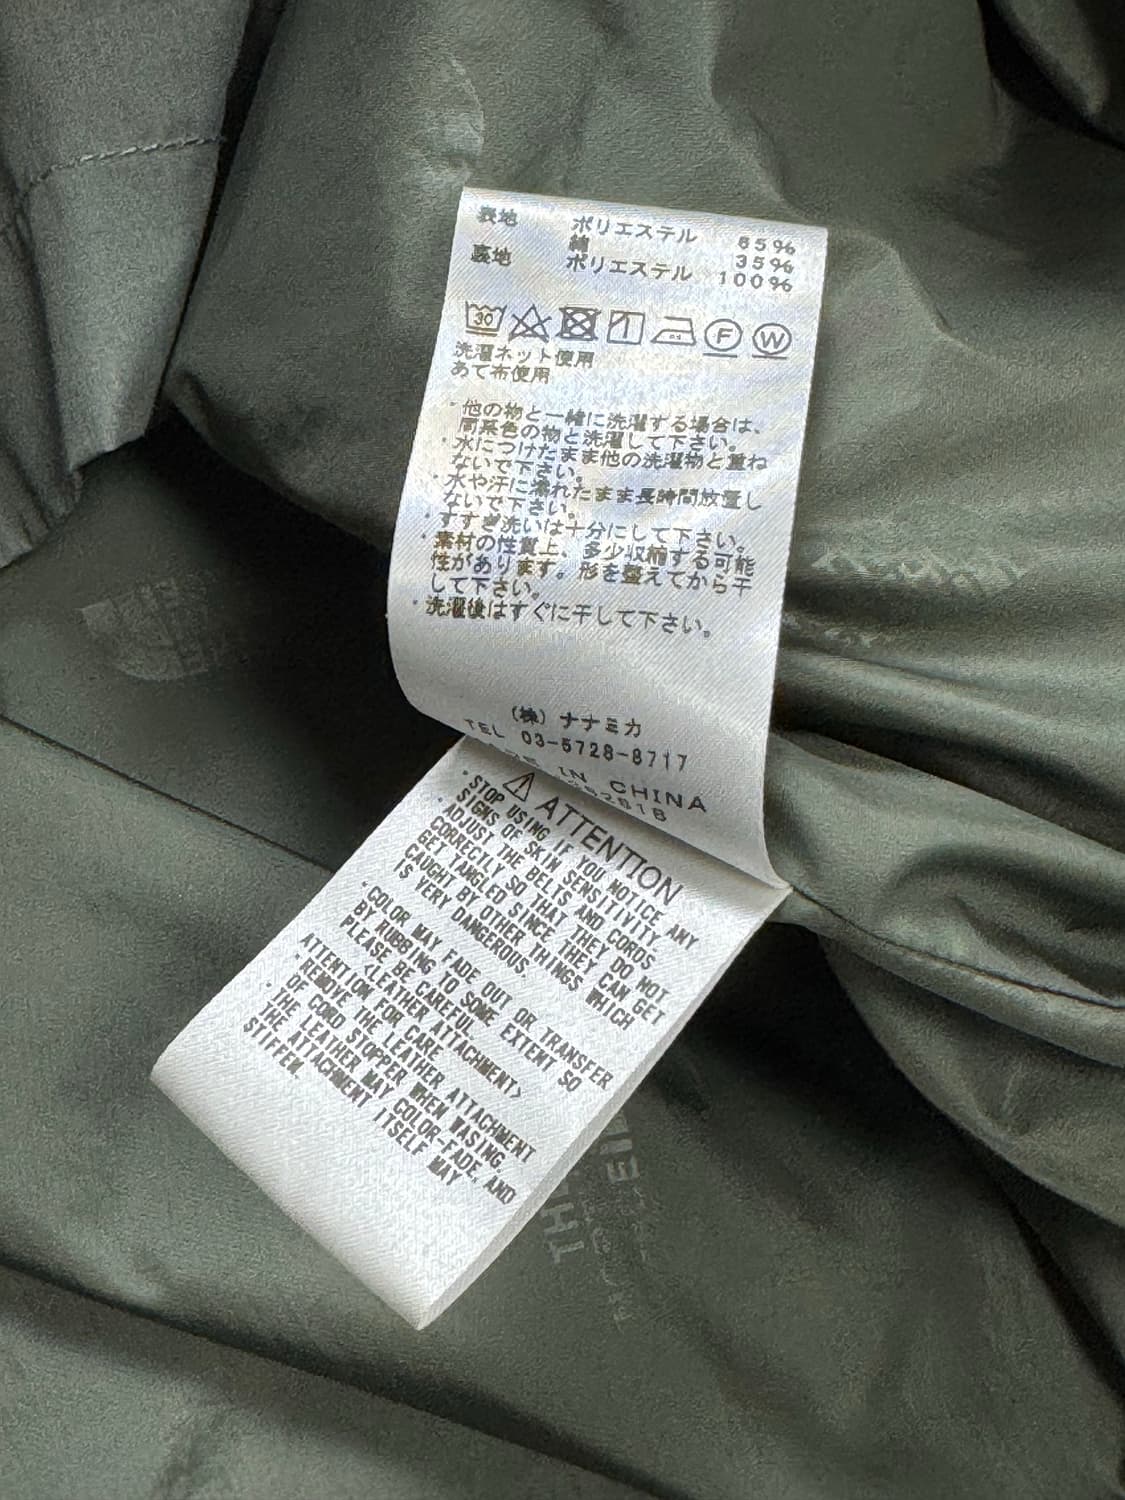 表地 ポリエステル 65%
綿 35%
裏地 ポリエステル 100%
30 F W
洗濯ネット使用
あて布使用
・他の物と一緒に洗濯する場合は、
同系色の物と洗濯して下さい。
・水につけたまま他の洗濯物と重ね
ないで下さい。
・水や汗に濡れたまま長時間放置し
ないで下さい。
・すすぎ洗いは十分にして下さい。
・素材の性質上、多少収縮する可能
性があります。形を整えてから干
して下さい。
・洗濯後はすぐに干して下さい。
(株) ナナミカ
TEL 03-5728-8717
IN CHINA
⚠ ATTENTION
・STOP USING IF YOU NOTICE ANY
SIGNS OF SKIN SENSITIVITY.
・ADJUST THE BELTS AND CORDS
CORRECTLY SO THAT THEY DO NOT
GET TANGLED SINCE THEY CAN GET
CAUGHT BY OTHER THINGS WHICH
IS VERY DANGEROUS.
・COLOR MAY FADE OUT OR TRANSFER
BY RUBBING TO SOME EXTENT SO
PLEASE BE CAREFUL.
<LEATHER ATTACHMENT>
ATTENTION FOR CARE
・REMOVE THE LEATHER ATTACHMENT
OF CORD STOPPER WHEN WASING.
・THE LEATHER MAY COLOR-FADE, AND
THE ATTACHMENT ITSELF MAY
STIFFEN.